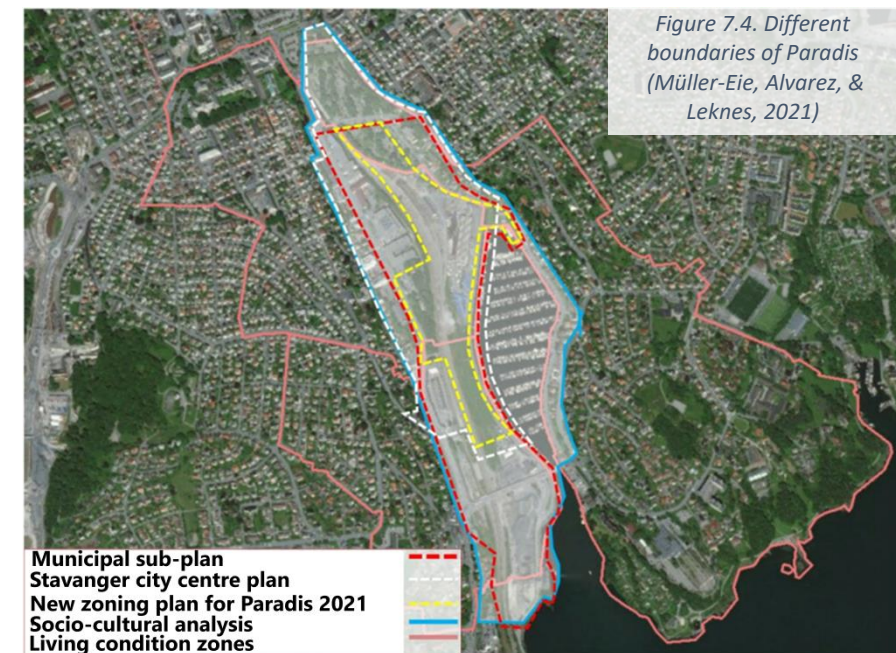 Figure 7.4. Different
boundaries of Paradis
(Müller-Eie, Alvarez, &
Leknes, 2021)
Municipal sub-plan
Stavanger city centre plan
New zoning plan for Paradis 2021
Socio-cultural analysis
Living condition zones